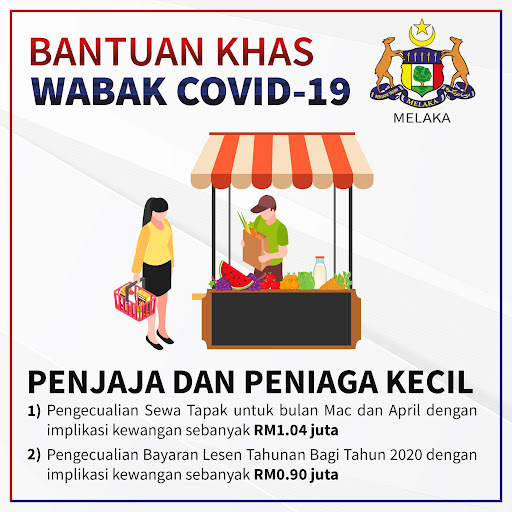 BANTUAN KHAS
WABAK COVID-19
MELAKA
MELAKA
PENJAJA DAN PENIAGA KECIL
1) Pengecualian Sewa Tapak untuk bulan Mac dan April dengan
implikasi kewangan sebanyak RM1.04 juta
2) Pengecualian Bayaran Lesen Tahunan Bagi Tahun 2020 dengan
implikasi kewangan sebanyak RM0.90 juta